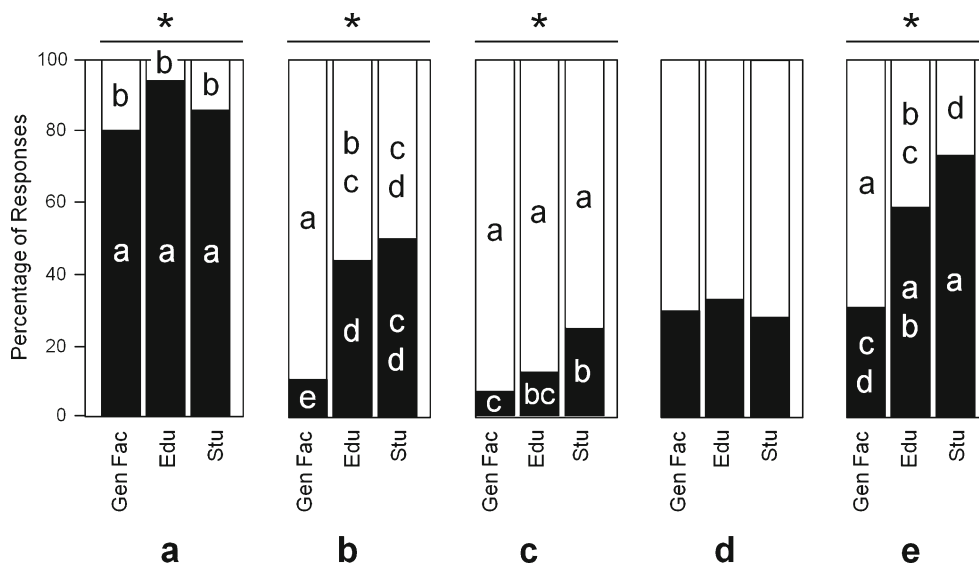 * * * *
Percentage of Responses
100
80
60
40
20
0
b b b
a a a
Gen Fac Edu Stu
a
a b c
c d
e d c
d
Gen Fac Edu Stu
b
a a a
c bc b
Gen Fac Edu Stu
c
Gen Fac Edu Stu
d
a b d
c
c a a
d b
Gen Fac Edu Stu
e